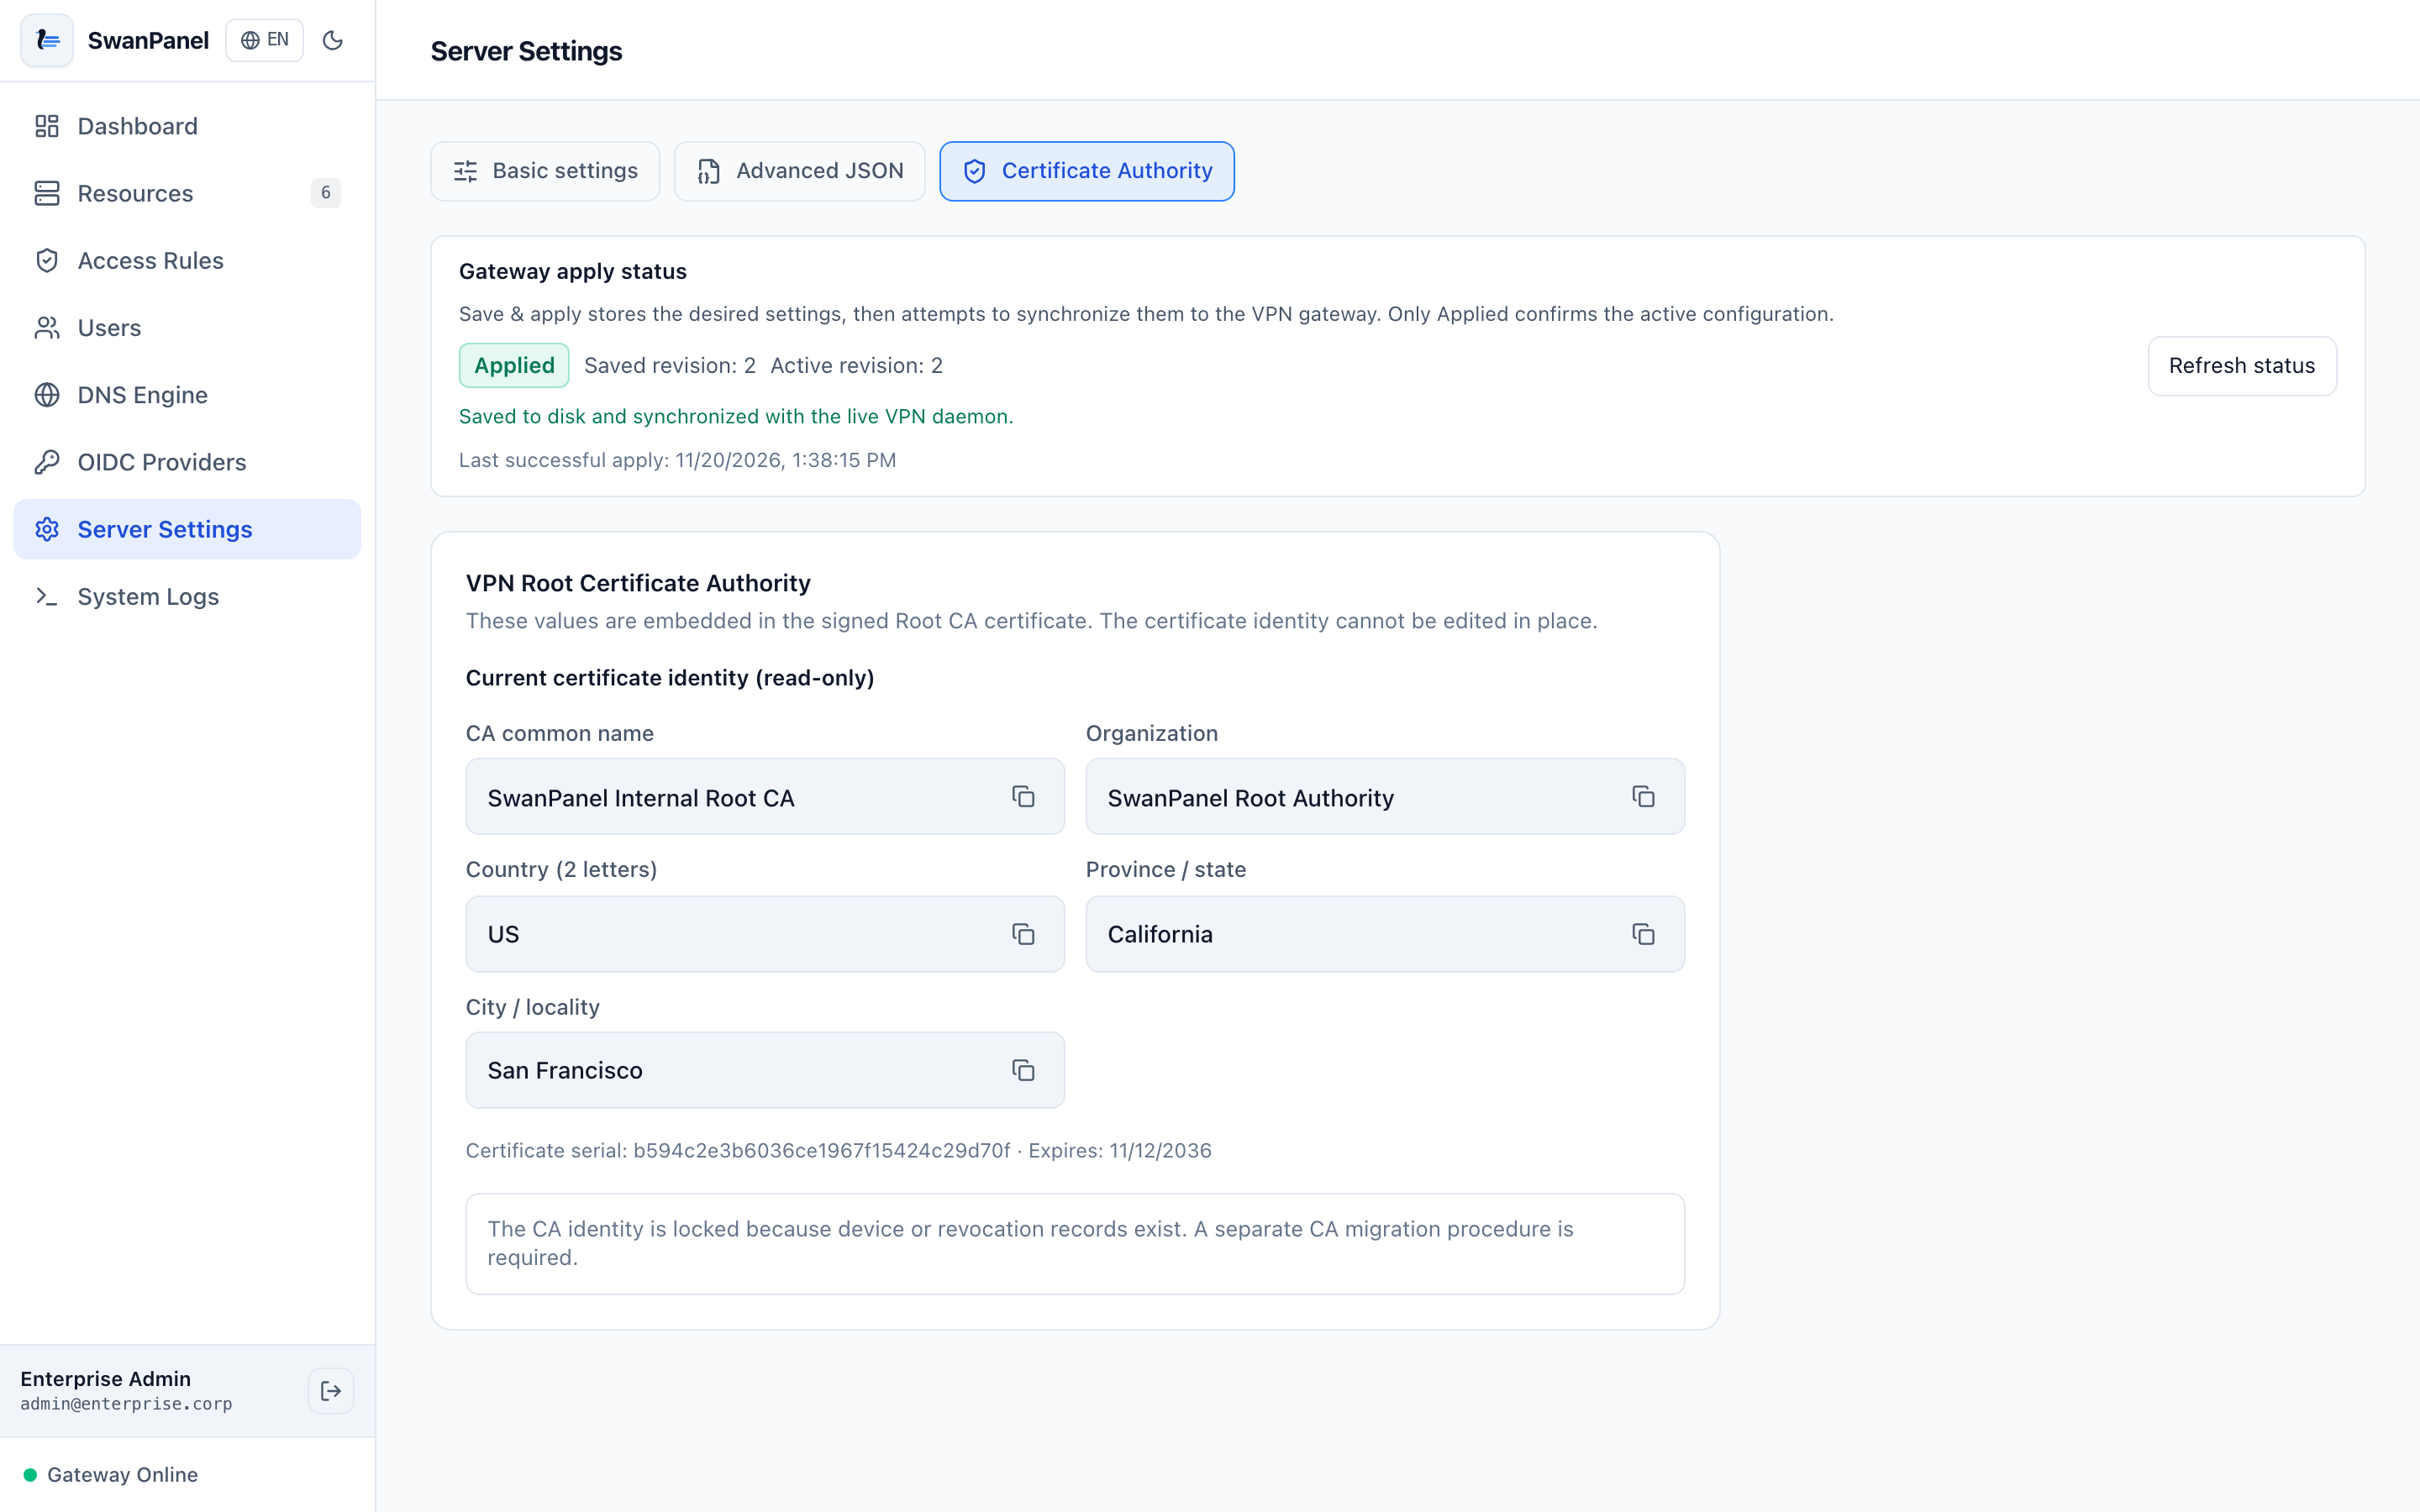 SwanPanel
EN
Dashboard
Resources
6
Access Rules
Users
DNS Engine
OIDC Providers
Server Settings
System Logs
Enterprise Admin
admin@enterprise.corp
Gateway Online
Server Settings
Basic settings
Advanced JSON
Certificate Authority
Gateway apply status
Save & apply stores the desired settings, then attempts to synchronize them to the VPN gateway. Only Applied confirms the active configuration.
Applied
Saved revision: 2
Active revision: 2
Refresh status
Saved to disk and synchronized with the live VPN daemon.
Last successful apply: 11/20/2026, 1:38:15 PM
VPN Root Certificate Authority
These values are embedded in the signed Root CA certificate. The certificate identity cannot be edited in place.
Current certificate identity (read-only)
CA common name
SwanPanel Internal Root CA
Organization
SwanPanel Root Authority
Country (2 letters)
US
Province / state
California
City / locality
San Francisco
Certificate serial: b594c2e3b6036ce1967f15424c29d70f · Expires: 11/12/2036
The CA identity is locked because device or revocation records exist. A separate CA migration procedure is
required.